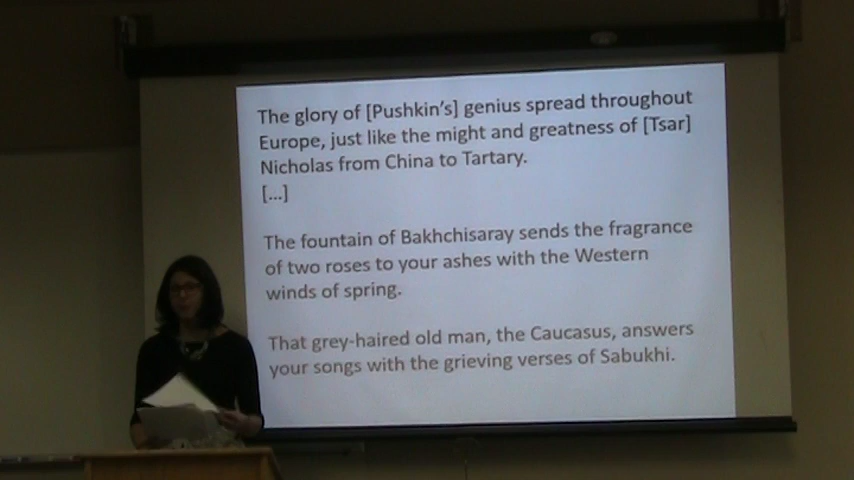 The glory of [Pushkin's] genius spread throughout
Europe, just like the might and greatness of [Tsar]
Nicholas from China to Tartary.
[...]
The fountain of Bakhchisaray sends the fragrance
of two roses to your ashes with the Western
winds of spring.
That grey-haired old man, the Caucasus, answers
your songs with the grieving verses of Sabukhi.